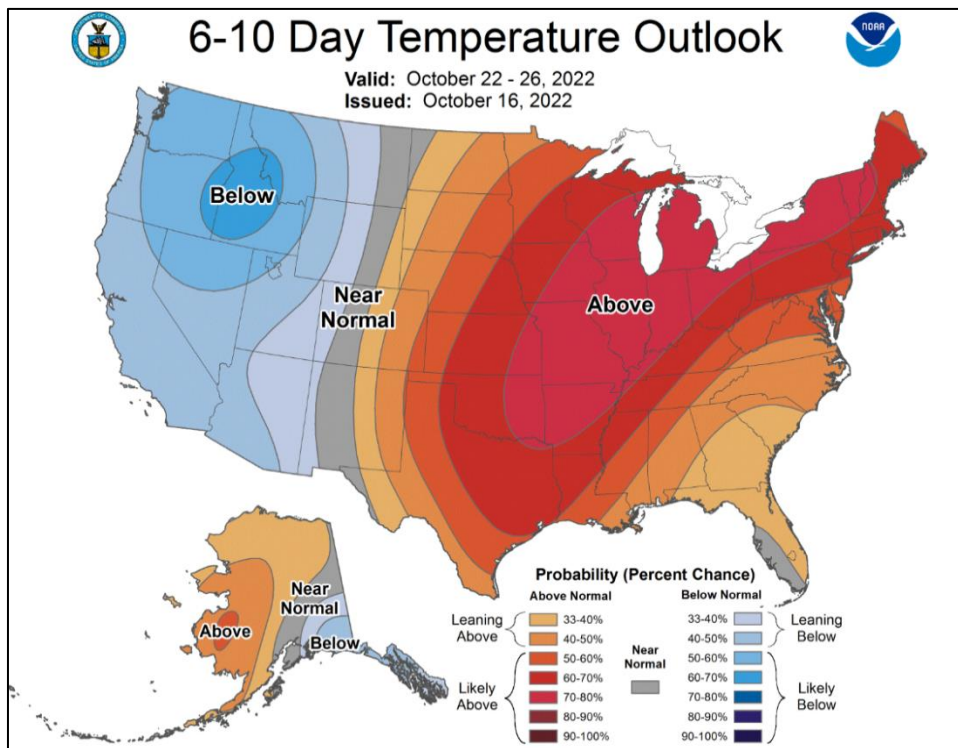 6-10 Day Temperature Outlook
NOAA
Valid: October 22 - 26, 2022
Issued: October 16, 2022
Below
Near
Normal
Above
Near
Normal
Above
Below
Probability (Percent Chance)
Above Normal
Below Normal
Leaning
Above
33-40%
40-50%
Likely
Above
50-60%
60-70%
70-80%
80-90%
90-100%
Near
Normal
33-40%
40-50%
Leaning
Below
50-60%
60-70%
70-80%
80-90%
90-100%
Likely
Below